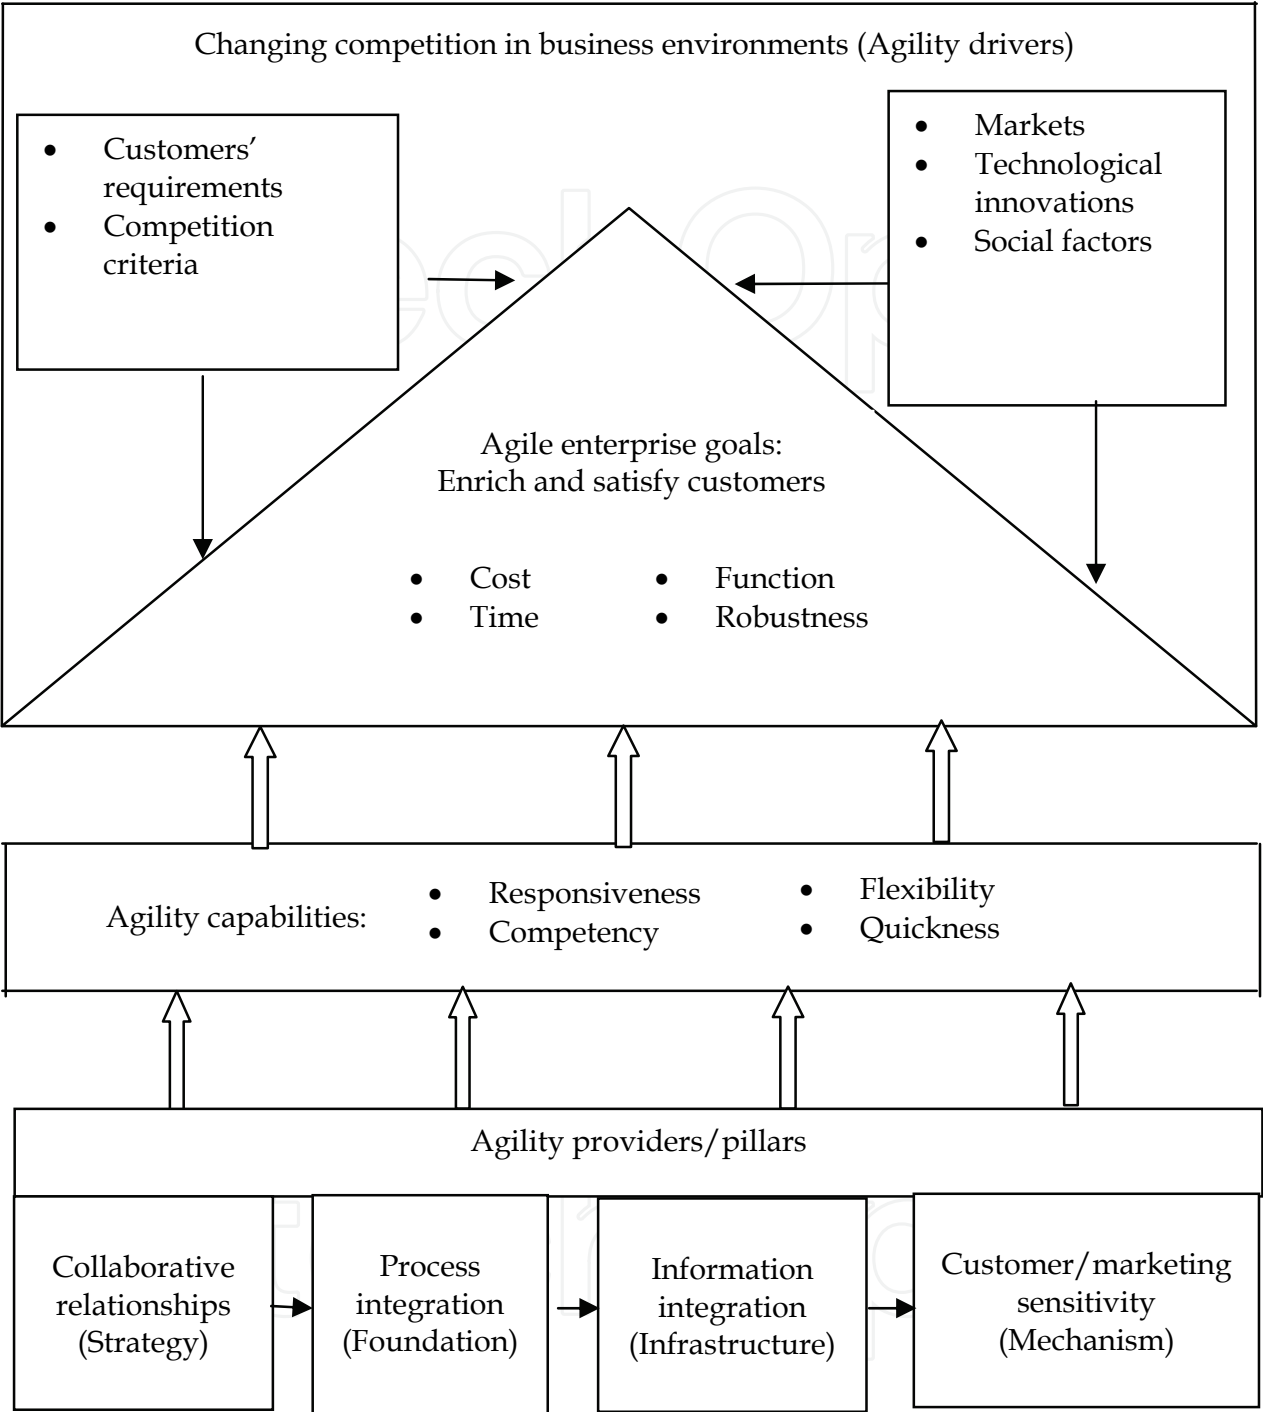 Changing competition in business environments (Agility drivers)
• Customers’
requirements
• Competition
criteria
• Markets
• Technological
innovations
• Social factors
Agile enterprise goals:
Enrich and satisfy customers
• Cost
• Time
• Function
• Robustness
Agility capabilities:
• Responsiveness
• Competency
• Flexibility
• Quickness
Agility providers/pillars
Collaborative
relationships
(Strategy)
Process
integration
(Foundation)
Information
integration
(Infrastructure)
Customer/marketing
sensitivity
(Mechanism)